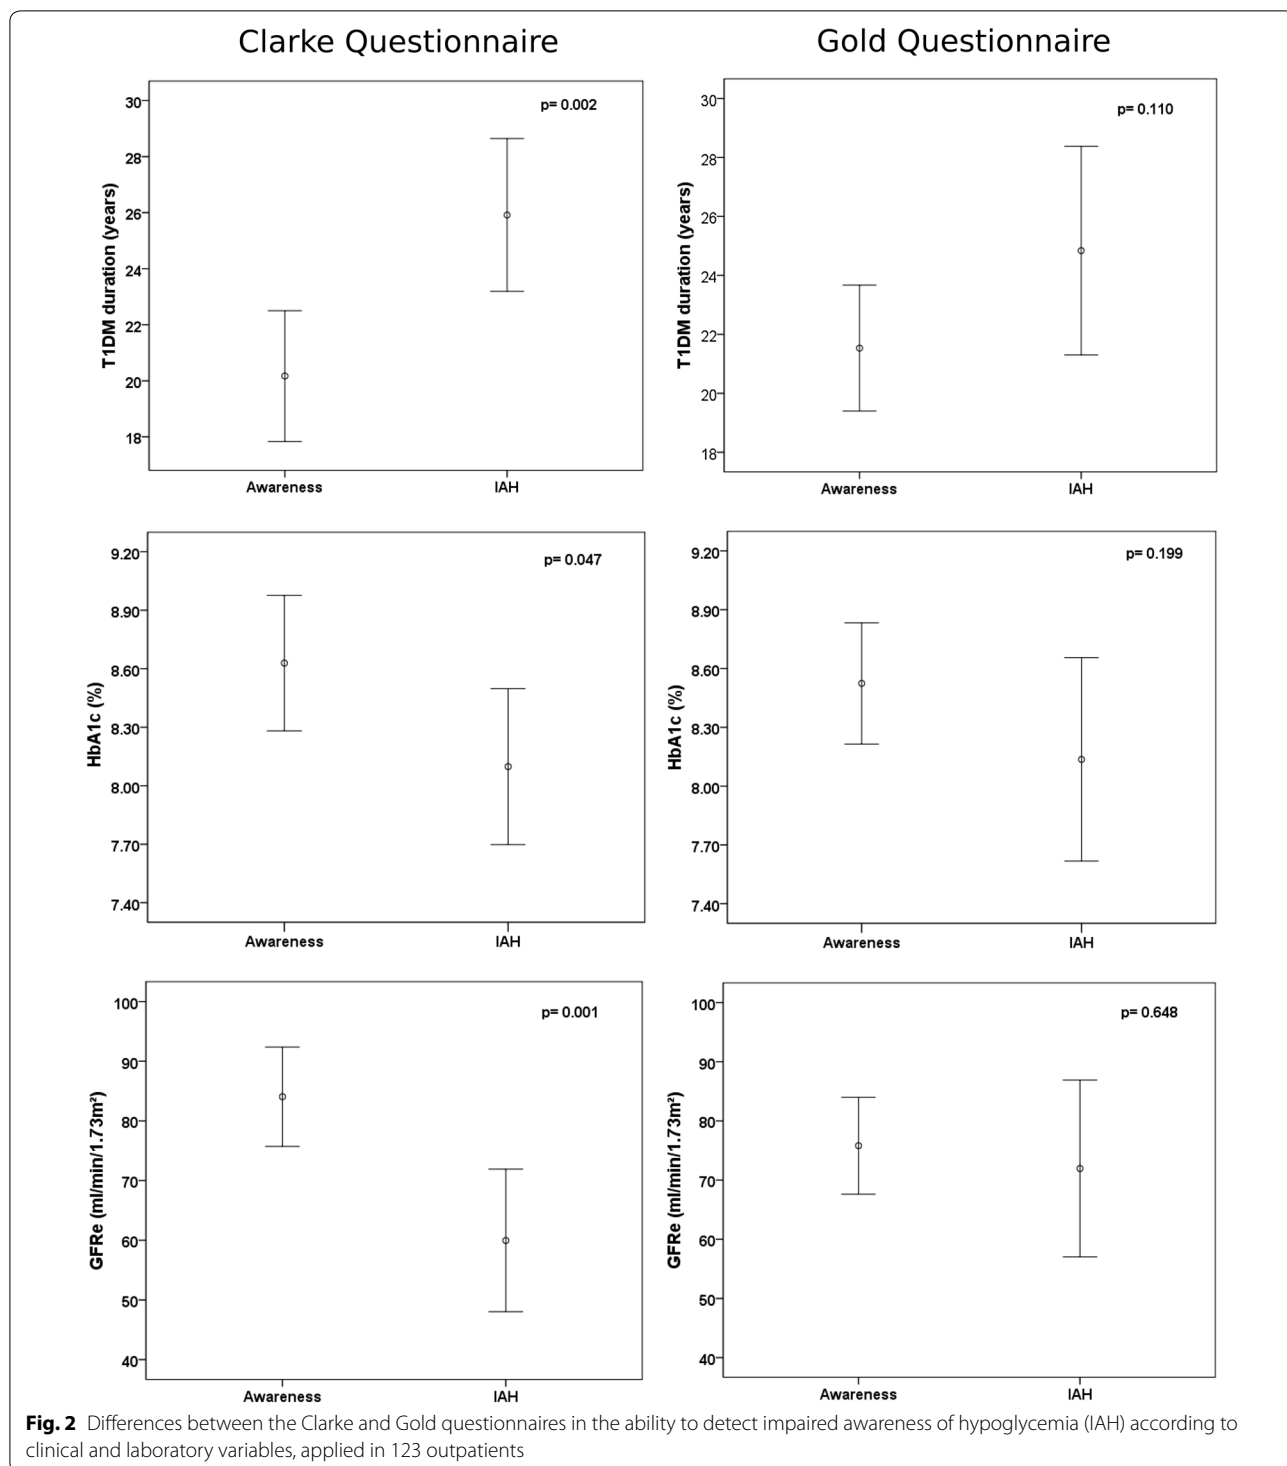 Clarke Questionnaire
Gold Questionnaire
p= 0.002
T1DM duration (years)
30
28
26
24
22
20
18
Awareness
IAH
p= 0.110
T1DM duration (years)
30
28
26
24
22
20
18
Awareness
IAH
p= 0.047
HbA1c (%)
9.20
8.90
8.60
8.30
8.00
7.70
7.40
Awareness
IAH
p= 0.199
HbA1c (%)
9.20
8.90
8.60
8.30
8.00
7.70
7.40
Awareness
IAH
p= 0.001
GFRe (ml/min/1.73m²)
100
90
80
70
60
50
40
Awareness
IAH
p= 0.648
GFRe (ml/min/1.73m²)
100
90
80
70
60
50
40
Awareness
IAH
Fig. 2 Differences between the Clarke and Gold questionnaires in the ability to detect impaired awareness of hypoglycemia (IAH) according to
clinical and laboratory variables, applied in 123 outpatients